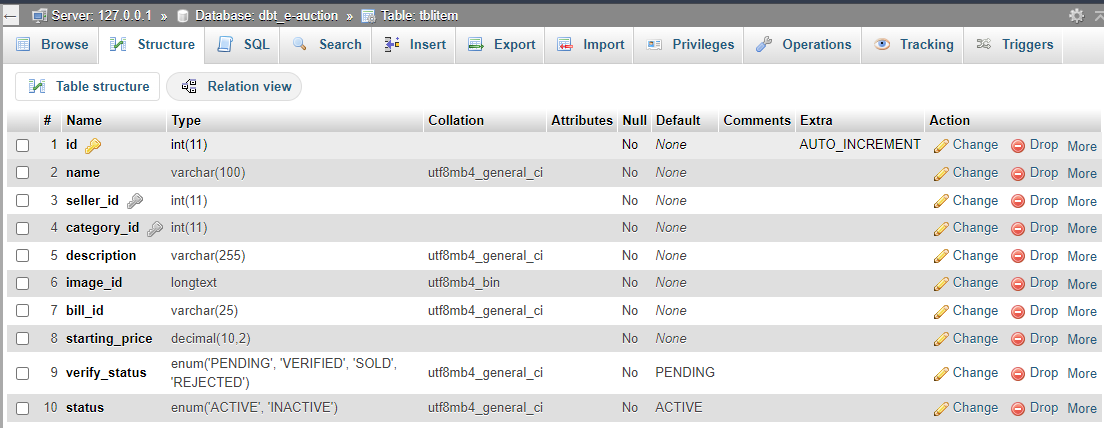 Server: 127.0.0.1 » Database: dbt_e-auction » Table: tblitem
Browse Structure SQL Search Insert Export Import Privileges Operations Tracking Triggers
Table structure Relation view
# Name Type Collation Attributes Null Default Comments Extra Action
1 id int(11) No None AUTO_INCREMENT Change Drop More
2 name varchar(100) utf8mb4_general_ci No None Change Drop More
3 seller_id int(11) No None Change Drop More
4 category_id int(11) No None Change Drop More
5 description varchar(255) utf8mb4_general_ci No None Change Drop More
6 image_id longtext utf8mb4_bin No None Change Drop More
7 bill_id varchar(25) utf8mb4_general_ci No None Change Drop More
8 starting_price decimal(10,2) No None Change Drop More
9 verify_status enum('PENDING', 'VERIFIED', 'SOLD', utf8mb4_general_ci No PENDING Change Drop More
'REJECTED')
10 status enum('ACTIVE', 'INACTIVE') utf8mb4_general_ci No ACTIVE Change Drop More